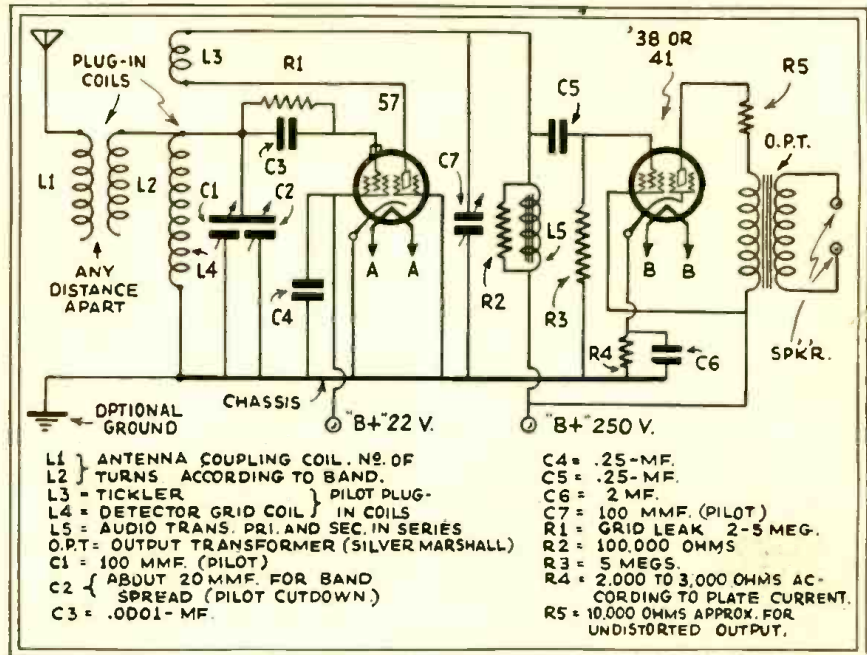 PLUG-IN
COILS
L3
R1
57
'38 OR
41
R5
C5
O.P.T.
C3
L1
L2
C1
C2
C7
L4
ANY
DISTANCE
APART
C4
A A
R2
L5
R3
B B
R4
C6
SPK'R.
CHASSIS
OPTIONAL
GROUND
"B+" 22 V.
"B+" 250 V.
L1 } ANTENNA COUPLING COIL. NO. OF
L2 } TURNS ACCORDING TO BAND.
L3 = TICKLER } PILOT PLUG-
L4 = DETECTOR GRID COIL } IN COILS
L5 = AUDIO TRANS. PRI. AND SEC. IN SERIES
O.P.T= OUTPUT TRANSFORMER (SILVER MARSHALL)
C1 = 100 MMF. (PILOT)
C2 { ABOUT 20 MMF. FOR BAND
SPREAD (PILOT CUTDOWN.)
C3 = .0001-MF.
C4= .25-MF.
C5 = .25-MF.
C6 = 2 MF.
C7= 100 MMF. (PILOT)
R1 = GRID LEAK 2-5 MEG.
R2 = 100,000 OHMS
R3 = 5 MEGS.
R4 = 2,000 TO 3,000 OHMS AC-
CORDING TO PLATE CURRENT.
R5= 10,000 OHMS APPROX. FOR
UNDISTORTED OUTPUT.